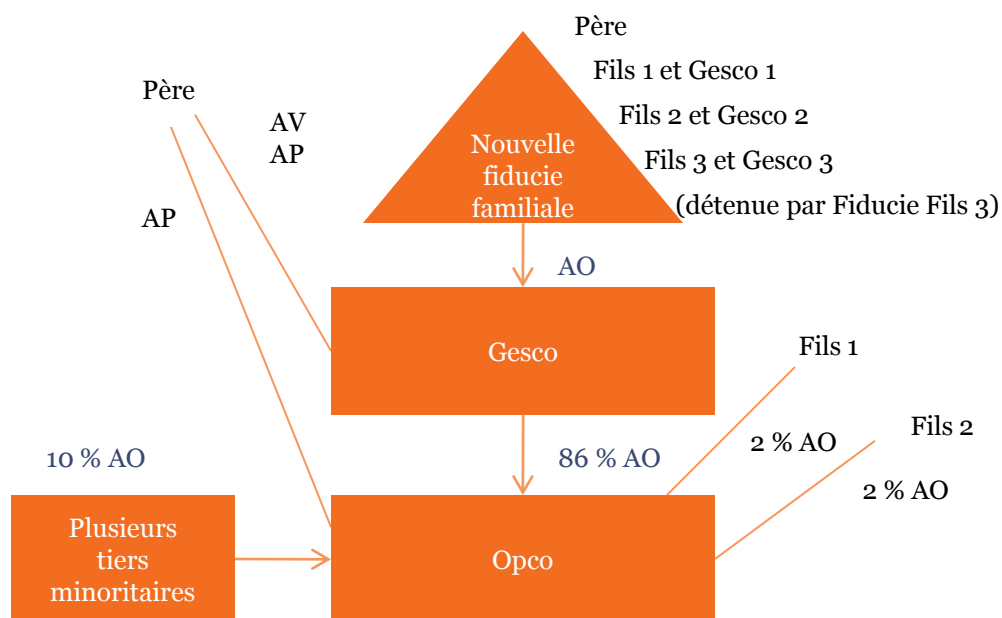 Père
Fils 1 et Gesco 1
Fils 2 et Gesco 2
Fils 3 et Gesco 3
(détenue par Fiducie Fils 3)
Nouvelle
fiducie
familiale
Père
AV
AP
AP
AO
Gesco
Fils 1
Fils 2
10 % AO
86 % AO
2 % AO
2 % AO
Plusieurs
tiers
minoritaires
Opco